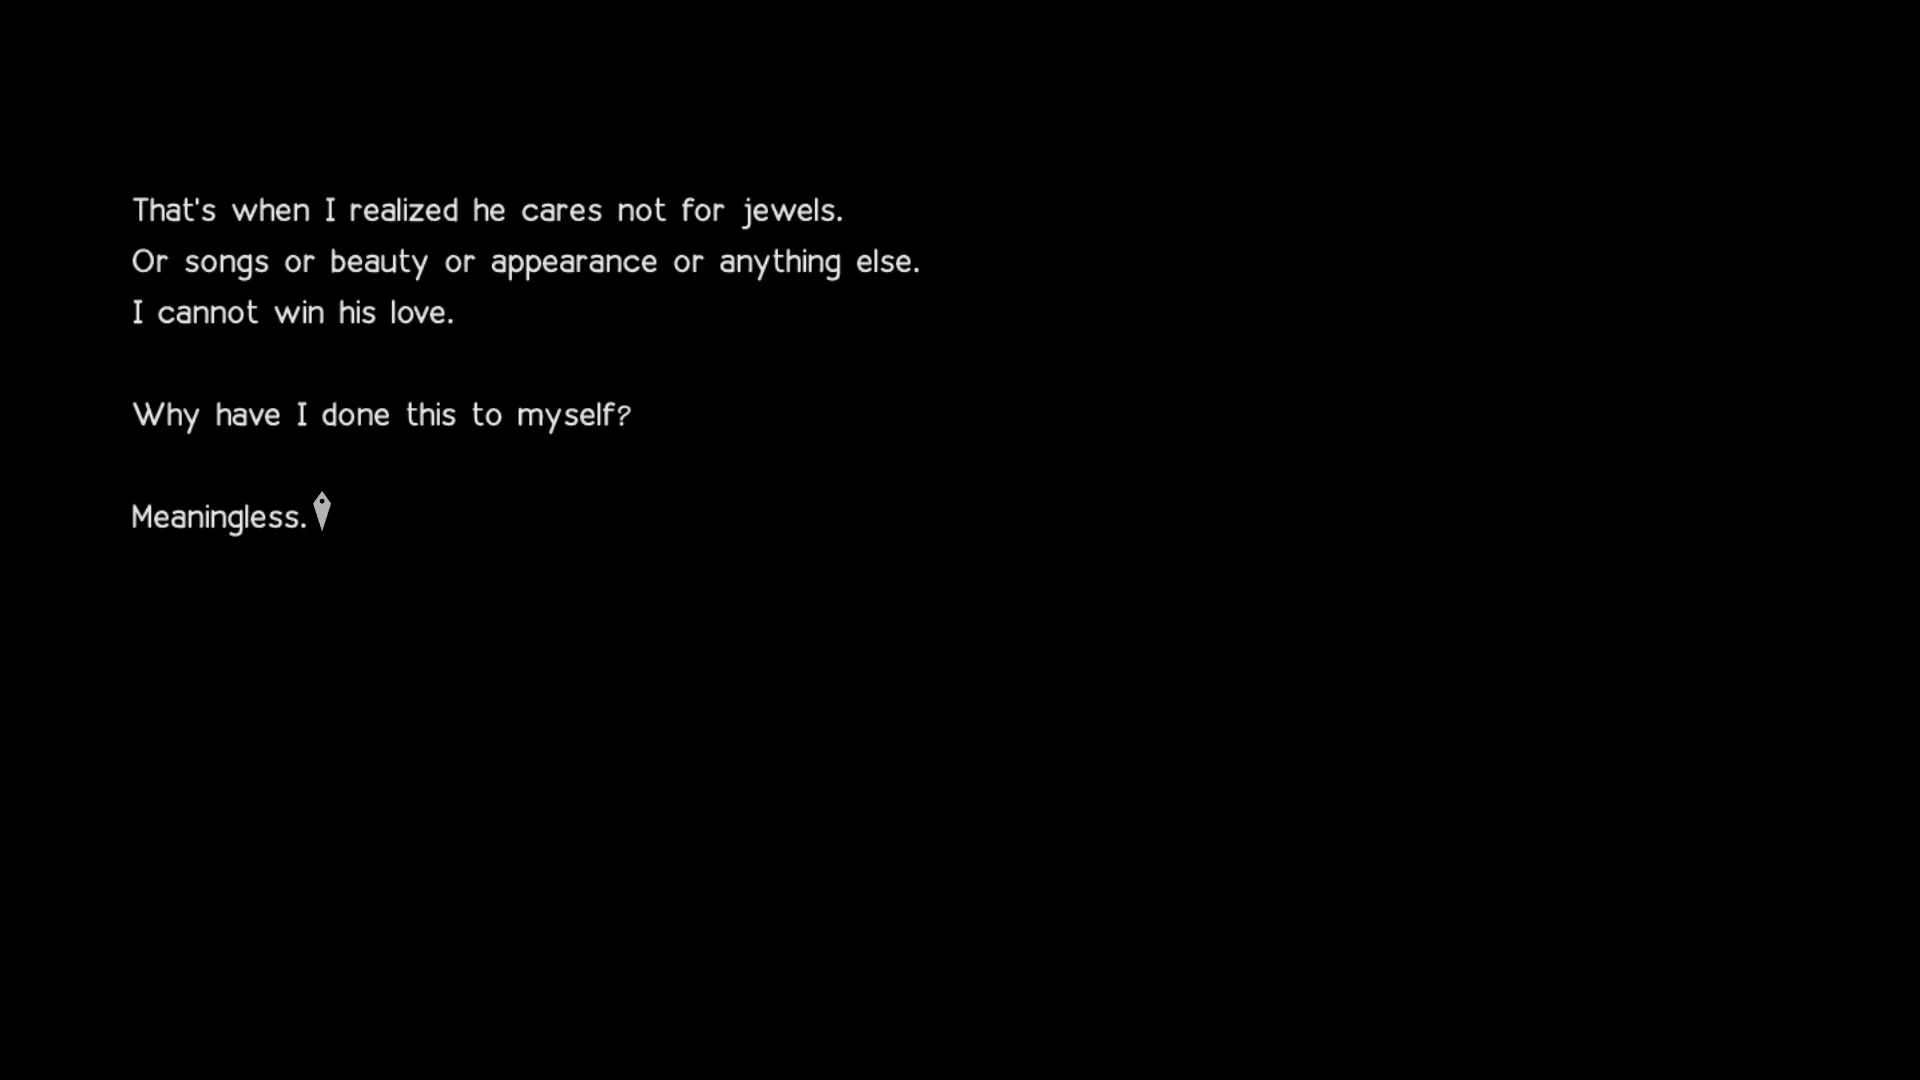 That's when I realized he cares not for jewels.
Or songs or beauty or appearance or anything else.
I cannot win his love.
Why have I done this to myself?
Meaningless.